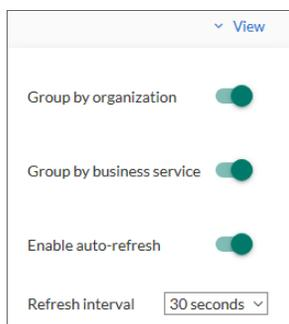 View
Group by organization
Group by business service
Enable auto-refresh
Refresh interval 30 seconds